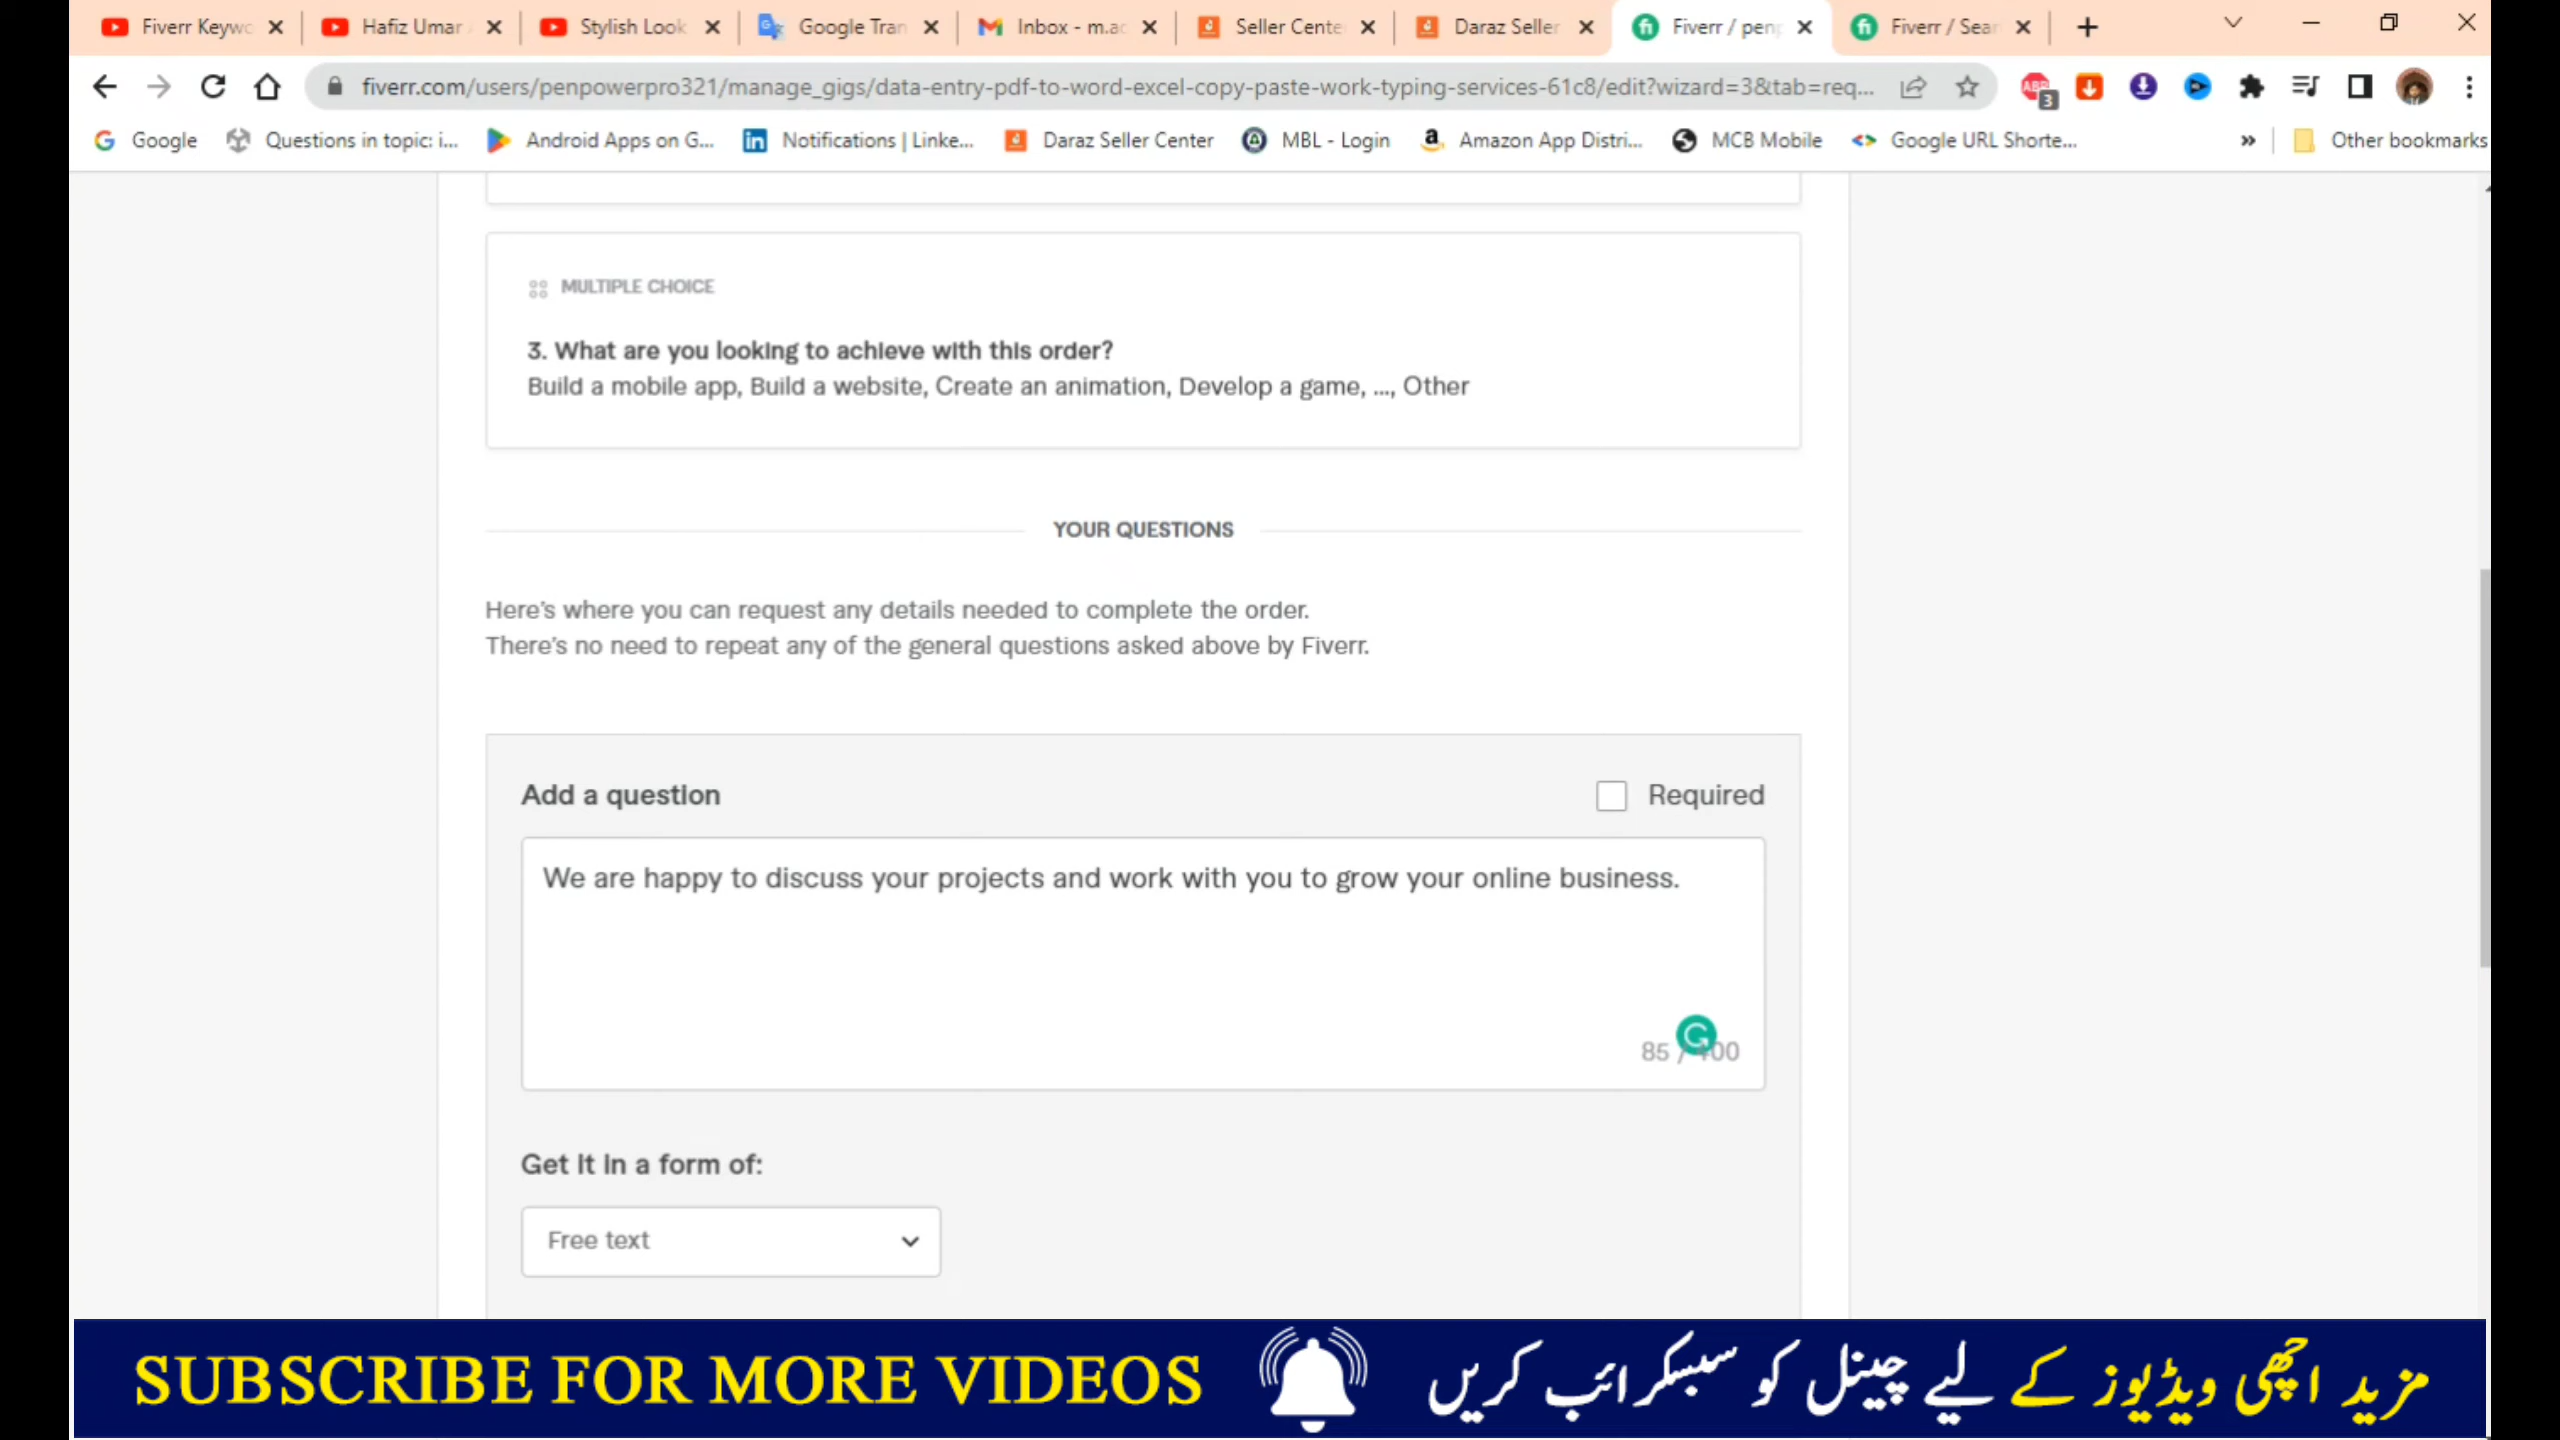 Fiverr Keywo
Hafiz Umar
Stylish Look
Google Tran
Inbox - m.ac
Seller Cente
Daraz Seller
Fiverr / penp
Fiverr / Sear
fiverr.com/users/penpowerpro321/manage_gigs/data-entry-pdf-to-word-excel-copy-paste-work-typing-services-61c8/edit?wizard=3&tab=req...
ABP
3
Google
Questions in topic: i...
Android Apps on G...
Notifications | Linke...
Daraz Seller Center
MBL - Login
Amazon App Distri...
MCB Mobile
Google URL Shorte...
Other bookmarks
MULTIPLE CHOICE
3. What are you looking to achieve with this order?
Build a mobile app, Build a website, Create an animation, Develop a game, ..., Other
YOUR QUESTIONS
Here's where you can request any details needed to complete the order.
There's no need to repeat any of the general questions asked above by Fiverr.
Add a question
Required
We are happy to discuss your projects and work with you to grow your online business.
85 / 400
Get it in a form of:
Free text
SUBSCRIBE FOR MORE VIDEOS
مزید اچھی ویڈیوز کے لیے چینل کو سبسکرائب کریں